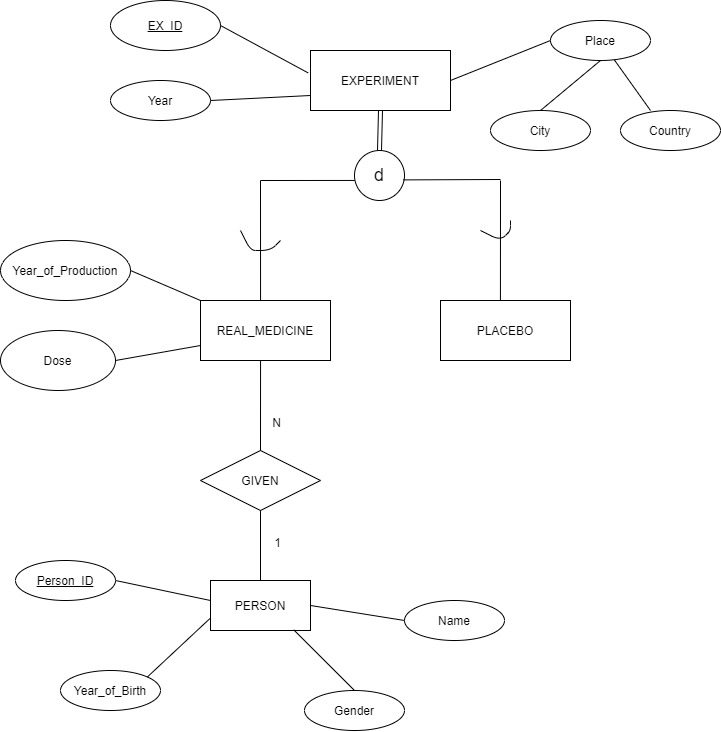 EX_ID
Place
EXPERIMENT
Year
City
Country
d
Year_of_Production
REAL_MEDICINE
PLACEBO
Dose
N
GIVEN
1
Person_ID
PERSON
Name
Year_of_Birth
Gender